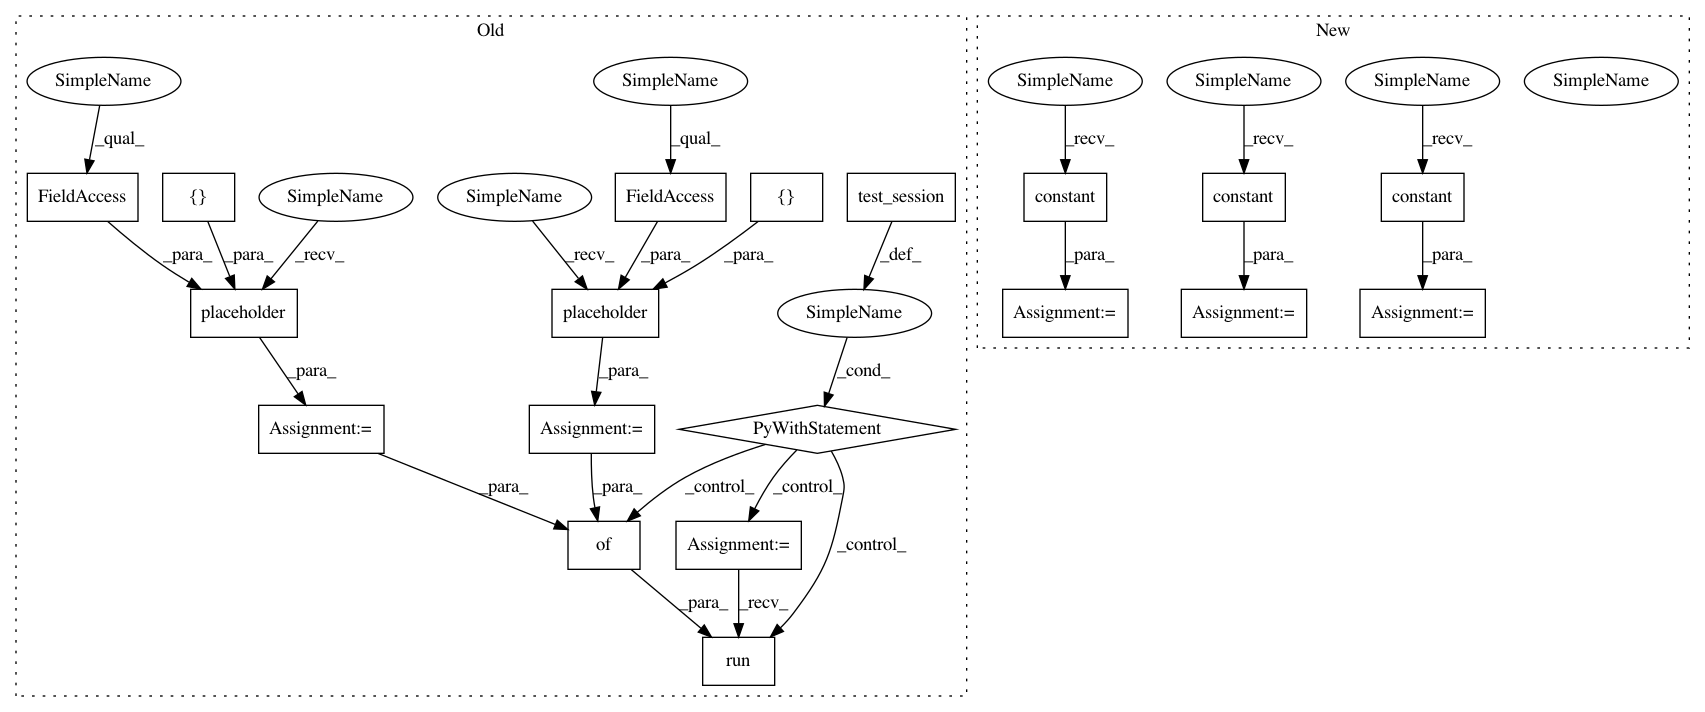 Old
New
SimpleName
SimpleName
SimpleName
SimpleName
SimpleName
SimpleName
_qual_
_qual_
_recv_
_recv_
_recv_
FieldAccess
{}
SimpleName
SimpleName
FieldAccess
{}
test_session
constant
constant
constant
_para_
_para_
_recv_
_recv_
_para_
_para_
_def_
_para_
_para_
_para_
placeholder
placeholder
SimpleName
Assignment:=
Assignment:=
Assignment:=
_para_
_para_
_cond_
Assignment:=
Assignment:=
PyWithStatement
_para_
_para_
_control_
_control_
of
Assignment:=
_control_
_para_
_recv_
run